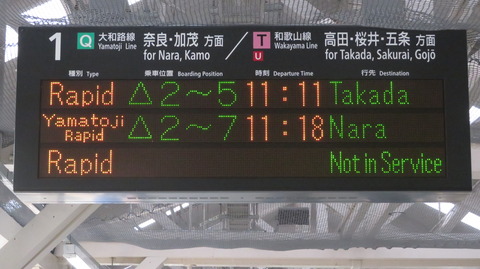 1 Q 大和路線 奈良・加茂 方面 / T 和歌山線 高田・桜井・五条 方面
Yamatoji Line for Nara, Kamo U Wakayama Line for Takada, Sakurai, Gojō
種別 Type 乗車位置 Boarding Position 時刻 Departure Time 行先 Destination
Rapid △2～5 11:11 Takada
Yamatoji Rapid △2～7 11:18 Nara
Rapid Not in Service